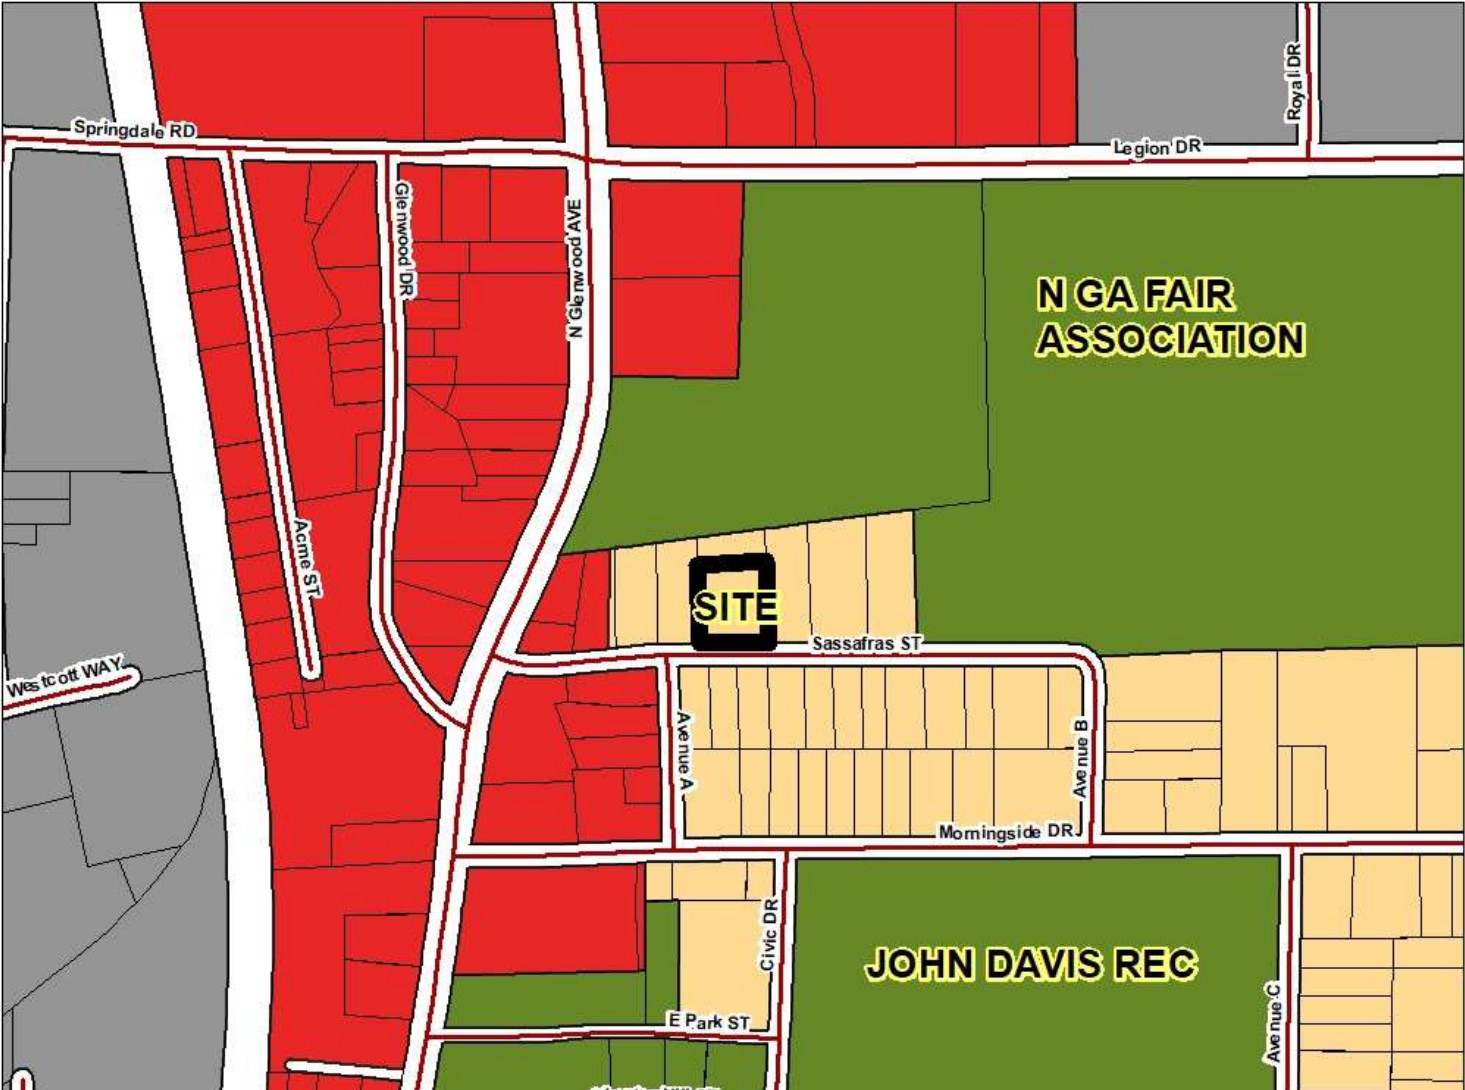 Royal DR
Springdale RD
Legion DR
Glenwood DR
N Glenwood AVE
N GA FAIR
ASSOCIATION
Acme ST
SITE
Sassafras ST
Westcott WAY
Avenue A
Avenue B
Morningside DR
Civic DR
JOHN DAVIS REC
Avenue C
E Park ST